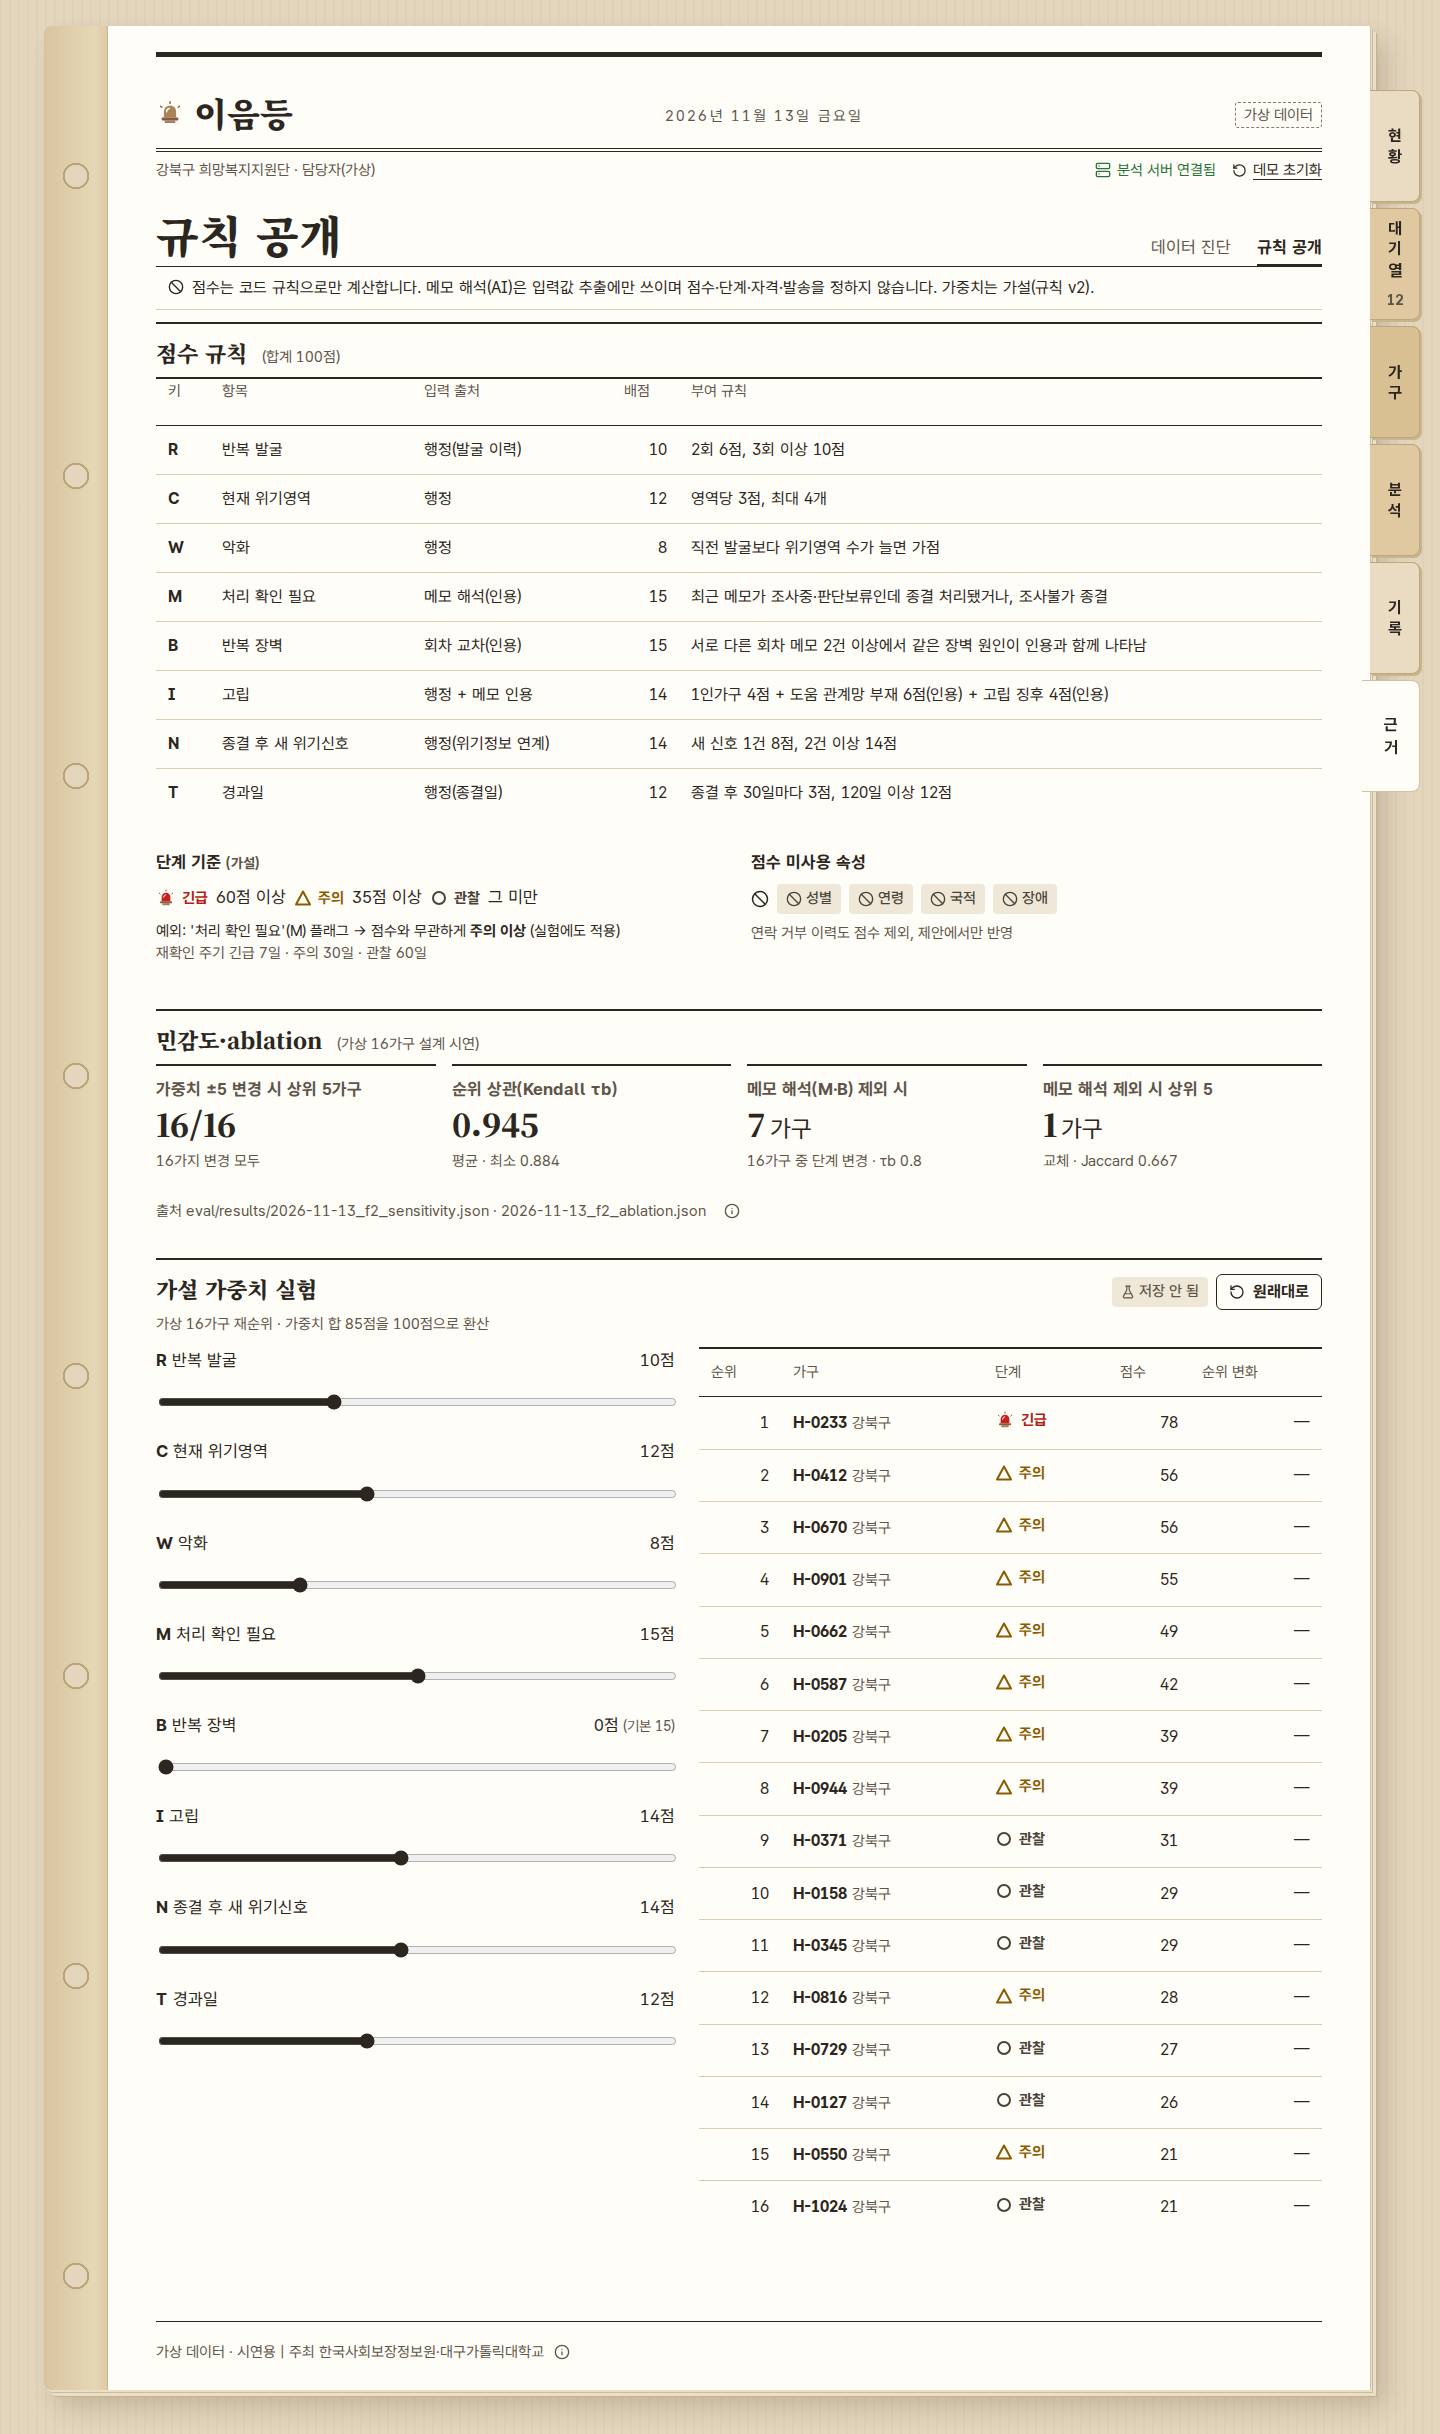 이음등
2026년 11월 13일 금요일
가상 데이터
강북구 희망복지지원단 · 담당자(가상)
분석 서버 연결됨
데모 초기화
규칙 공개
데이터 진단
규칙 공개
점수는 코드 규칙으로만 계산합니다. 메모 해석(AI)은 입력값 추출에만 쓰이며 점수·단계·자격·발송을 정하지 않습니다. 가중치는 가설(규칙 v2).
점수 규칙 (합계 100점)
키 항목 입력 출처 배점 부여 규칙
R 반복 발굴 행정(발굴 이력) 10 2회 6점, 3회 이상 10점
C 현재 위기영역 행정 12 영역당 3점, 최대 4개
W 악화 행정 8 직전 발굴보다 위기영역 수가 늘면 가점
M 처리 확인 필요 메모 해석(인용) 15 최근 메모가 조사중·판단보류인데 종결 처리됐거나, 조사불가 종결
B 반복 장벽 회차 교차(인용) 15 서로 다른 회차 메모 2건 이상에서 같은 장벽 원인이 인용과 함께 나타남
I 고립 행정 + 메모 인용 14 1인가구 4점 + 도움 관계망 부재 6점(인용) + 고립 징후 4점(인용)
N 종결 후 새 위기신호 행정(위기정보 연계) 14 새 신호 1건 8점, 2건 이상 14점
T 경과일 행정(종결일) 12 종결 후 30일마다 3점, 120일 이상 12점
단계 기준 (가설)
긴급 60점 이상 주의 35점 이상 관찰 그 미만
예외: '처리 확인 필요'(M) 플래그 → 점수와 무관하게 주의 이상 (실험에도 적용)
재확인 주기 긴급 7일 · 주의 30일 · 관찰 60일
점수 미사용 속성
성별 연령 국적 장애
연락 거부 이력도 점수 제외, 제안에서만 반영
민감도·ablation (가상 16가구 설계 시연)
가중치 ±5 변경 시 상위 5가구
16/16
16가지 변경 모두
순위 상관(Kendall τb)
0.945
평균 · 최소 0.884
메모 해석(M·B) 제외 시
7 가구
16가구 중 단계 변경 · τb 0.8
메모 해석 제외 시 상위 5
1 가구
교체 · Jaccard 0.667
출처 eval/results/2026-11-13_f2_sensitivity.json · 2026-11-13_f2_ablation.json
가설 가중치 실험
저장 안 됨
원래대로
가상 16가구 재순위 · 가중치 합 85점을 100점으로 환산
R 반복 발굴 10점
C 현재 위기영역 12점
W 악화 8점
M 처리 확인 필요 15점
B 반복 장벽 0점 (기본 15)
I 고립 14점
N 종결 후 새 위기신호 14점
T 경과일 12점
순위 가구 단계 점수 순위 변화
1 H-0233 강북구 긴급 78 —
2 H-0412 강북구 주의 56 —
3 H-0670 강북구 주의 56 —
4 H-0901 강북구 주의 55 —
5 H-0662 강북구 주의 49 —
6 H-0587 강북구 주의 42 —
7 H-0205 강북구 주의 39 —
8 H-0944 강북구 주의 39 —
9 H-0371 강북구 관찰 31 —
10 H-0158 강북구 관찰 29 —
11 H-0345 강북구 관찰 29 —
12 H-0816 강북구 주의 28 —
13 H-0729 강북구 관찰 27 —
14 H-0127 강북구 관찰 26 —
15 H-0550 강북구 주의 21 —
16 H-1024 강북구 관찰 21 —
가상 데이터 · 시연용 | 주최 한국사회보장정보원·대구가톨릭대학교
현황
대기열
12
가구
분석
기록
근거